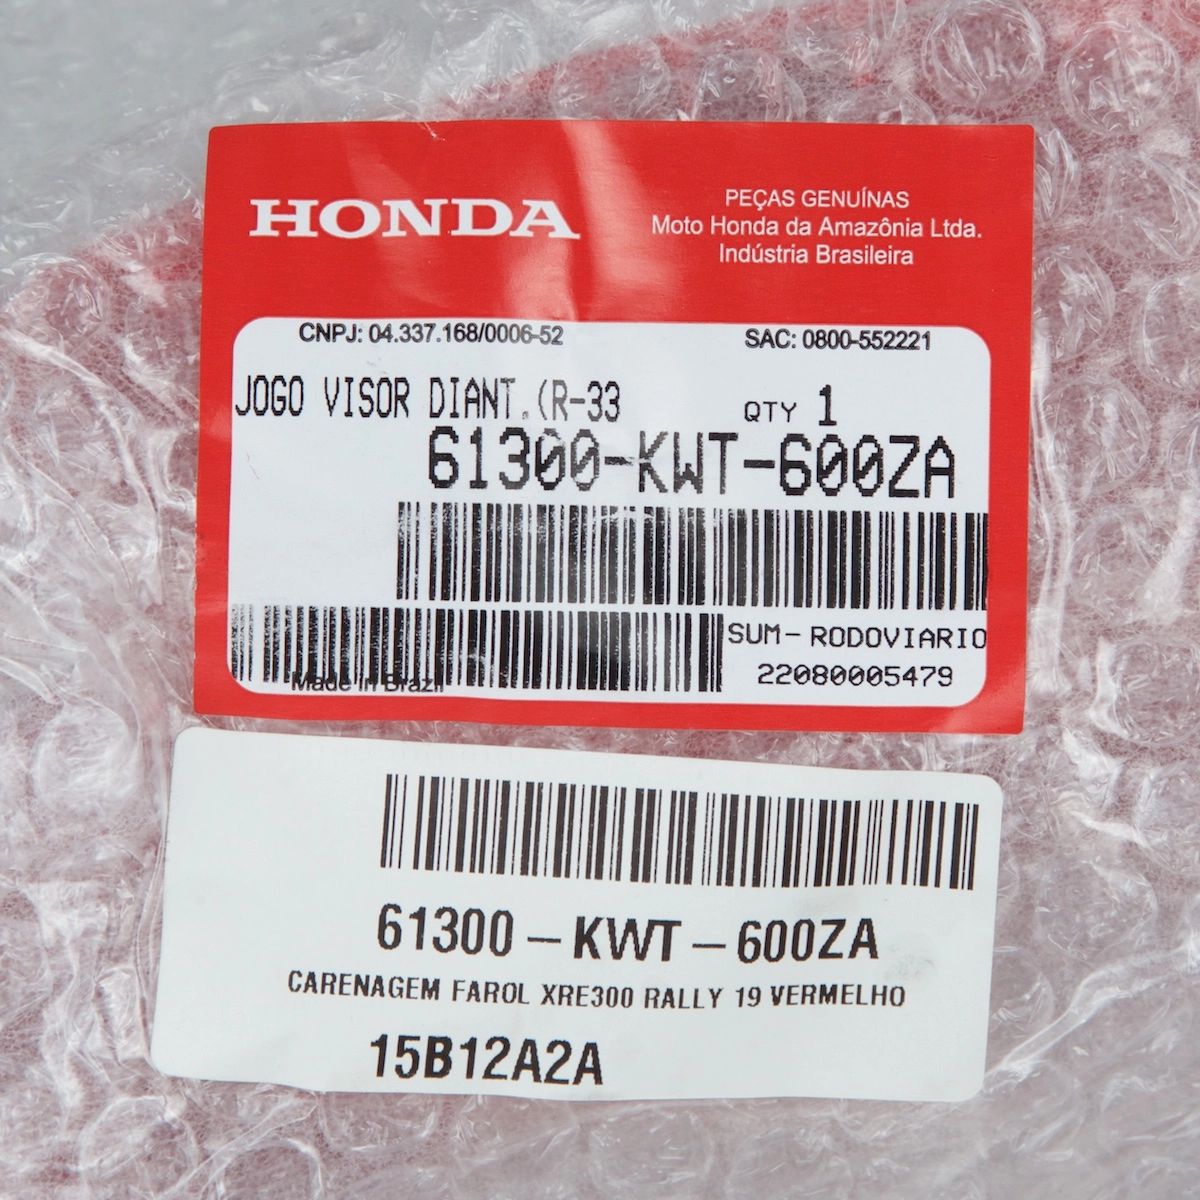 HONDA
PEÇAS GENUÍNAS
Moto Honda da Amazônia Ltda.
Indústria Brasileira
CNPJ: 04.337.168/0006-52
SAC: 0800-552221
JOGO VISOR DIANT.(R-33
QTY 1
61300-KWT-600ZA
SUM-RODOVIARIO
22080005479
Made in Brazil
61300-KWT-600ZA
CARENAGEM FAROL XRE300 RALLY 19 VERMELHO
15B12A2A